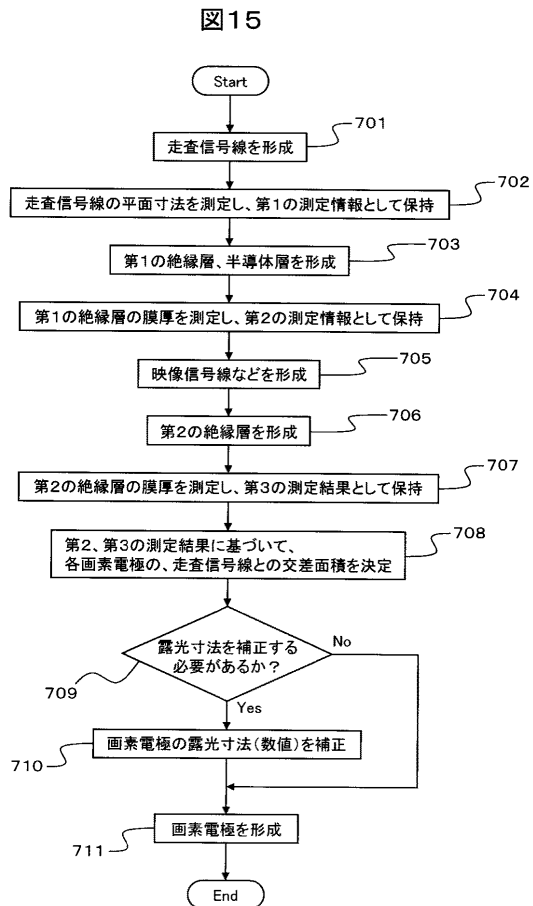 図15
Start
701
走査信号線を形成
702
走査信号線の平面寸法を測定し、第1の測定情報として保持
703
第1の絶縁層、半導体層を形成
704
第1の絶縁層の膜厚を測定し、第2の測定情報として保持
705
映像信号線などを形成
706
第2の絶縁層を形成
707
第2の絶縁層の膜厚を測定し、第3の測定結果として保持
708
第2、第3の測定結果に基づいて、
各画素電極の、走査信号線との交差面積を決定
露光寸法を補正する
必要があるか？
No
709
Yes
画素電極の露光寸法(数値)を補正
710
画素電極を形成
711
End